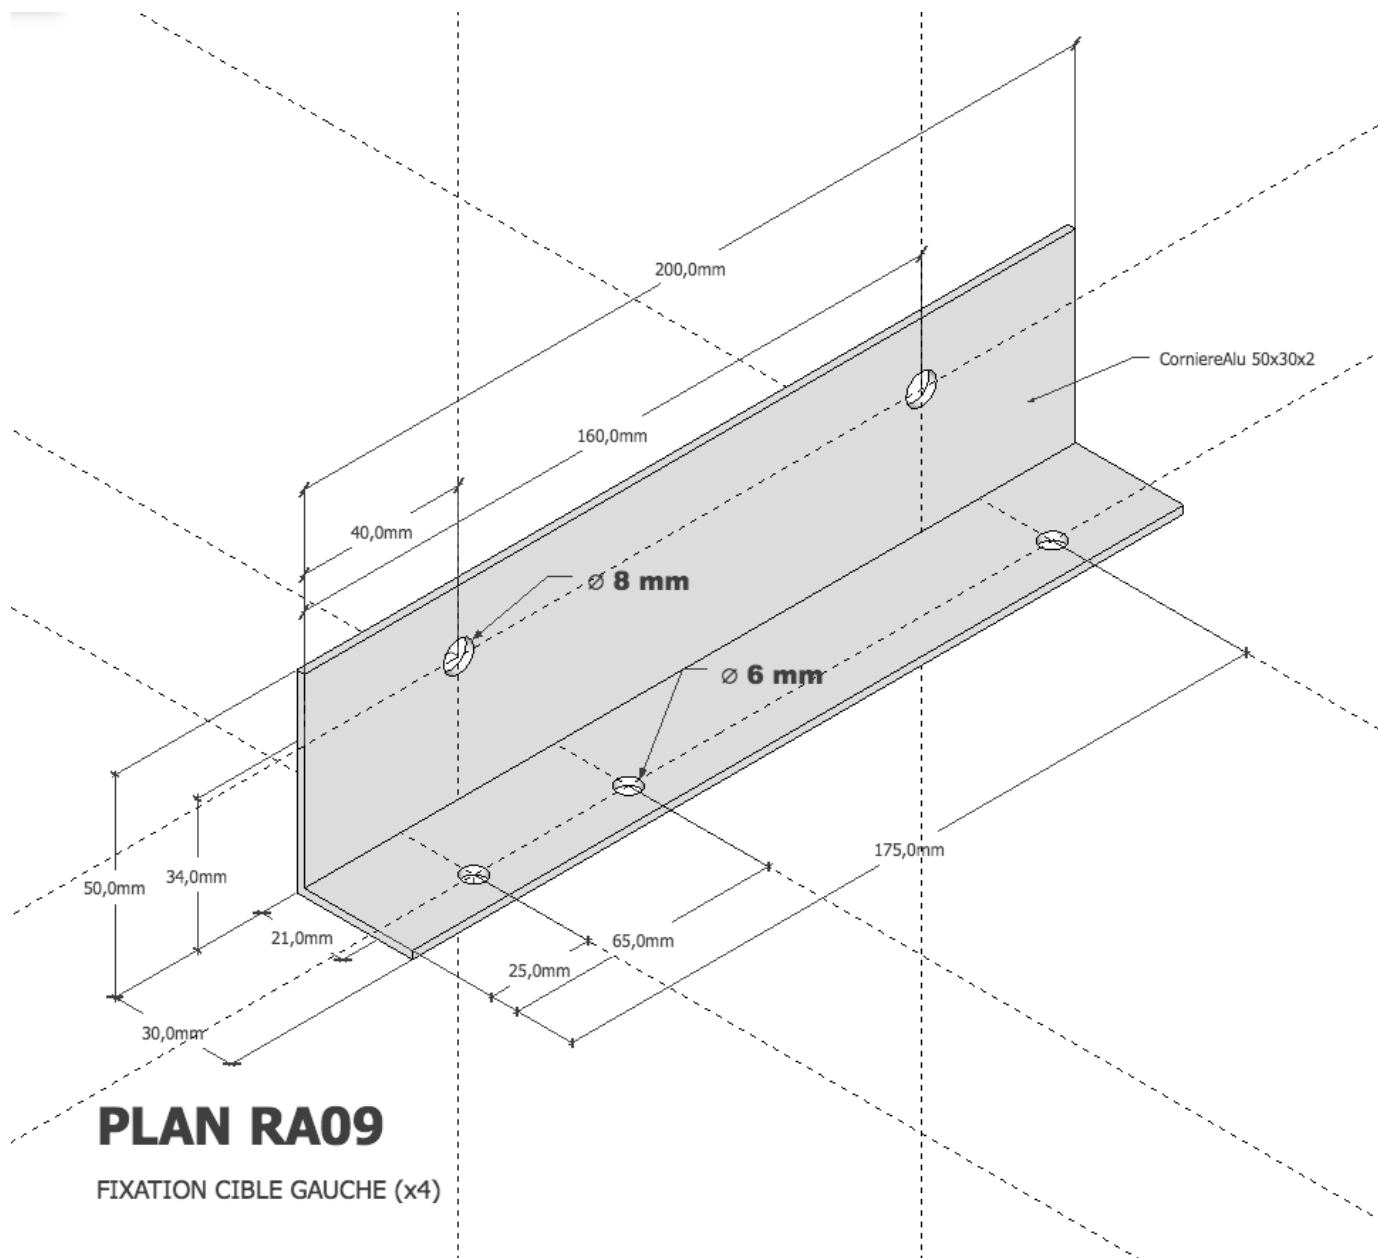 200,0mm
CorniereAlu 50x30x2
160,0mm
40,0mm
⌀ 8 mm
⌀ 6 mm
175,0mm
50,0mm
34,0mm
21,0mm
65,0mm
25,0mm
30,0mm
PLAN RA09
FIXATION CIBLE GAUCHE (x4)